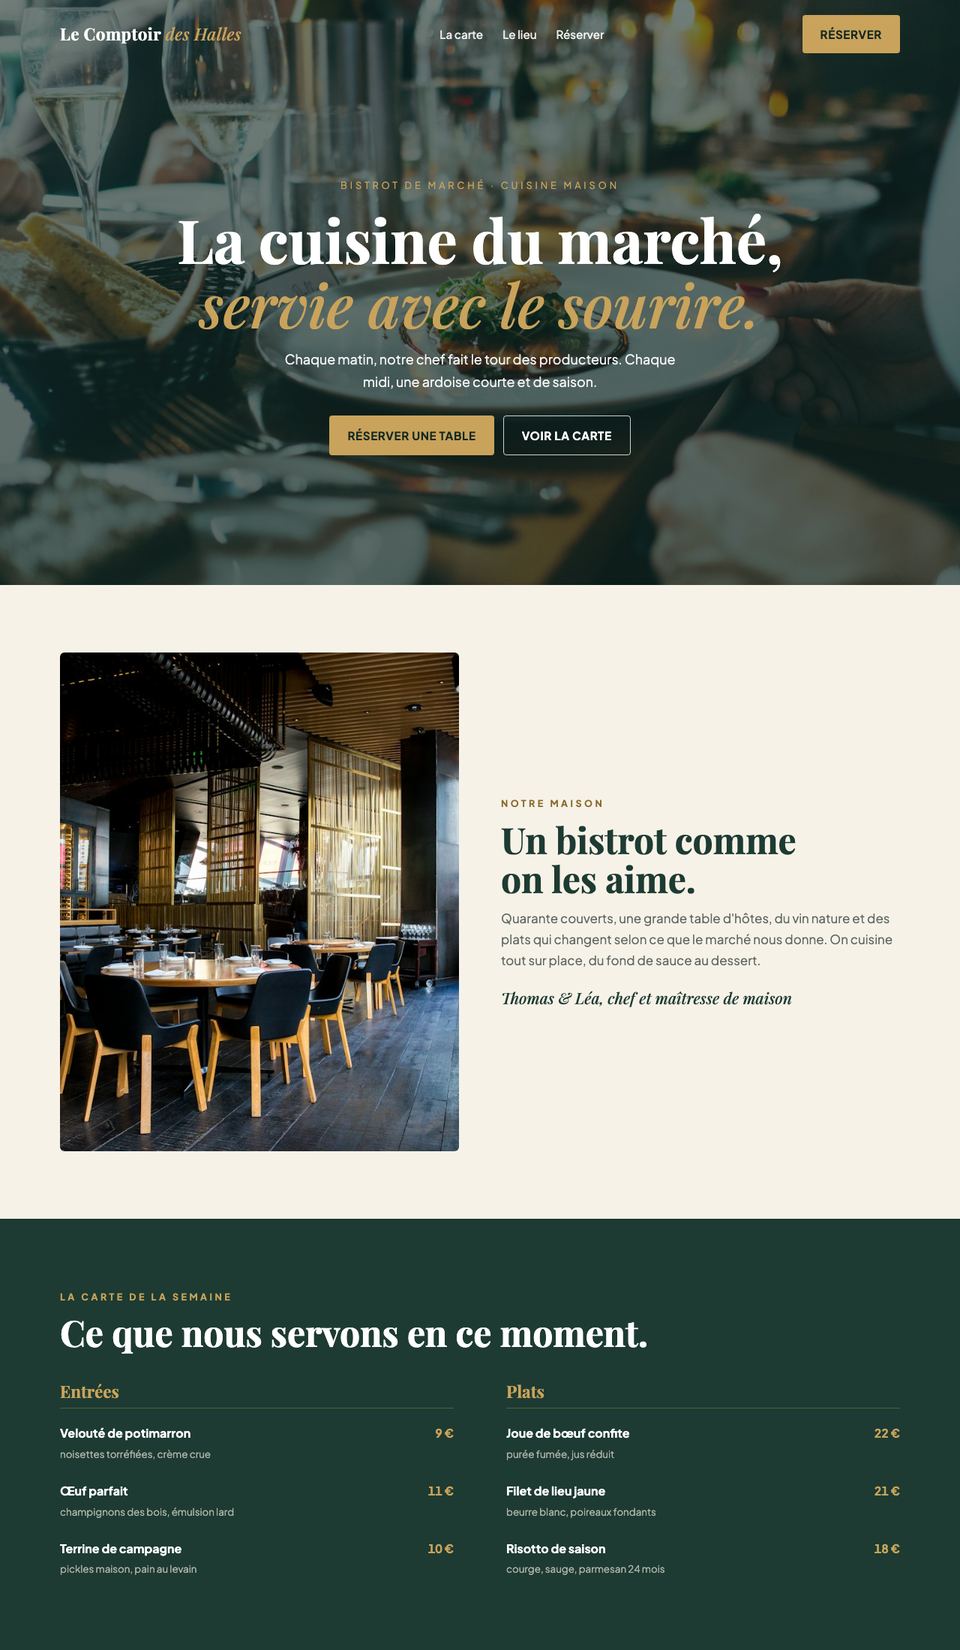 Le Comptoir des Halles
La carte Le lieu Réserver
RÉSERVER
BISTROT DE MARCHÉ · CUISINE MAISON
La cuisine du marché,
servie avec le sourire.
Chaque matin, notre chef fait le tour des producteurs. Chaque
midi, une ardoise courte et de saison.
RÉSERVER UNE TABLE
VOIR LA CARTE
NOTRE MAISON
Un bistrot comme
on les aime.
Quarante couverts, une grande table d'hôtes, du vin nature et des
plats qui changent selon ce que le marché nous donne. On cuisine
tout sur place, du fond de sauce au dessert.
Thomas & Léa, chef et maîtresse de maison
LA CARTE DE LA SEMAINE
Ce que nous servons en ce moment.
Entrées
Velouté de potimarron 9 €
noisettes torréfiées, crème crue
Œuf parfait 11 €
champignons des bois, émulsion lard
Terrine de campagne 10 €
pickles maison, pain au levain
Plats
Joue de bœuf confite 22 €
purée fumée, jus réduit
Filet de lieu jaune 21 €
beurre blanc, poireaux fondants
Risotto de saison 18 €
courge, sauge, parmesan 24 mois